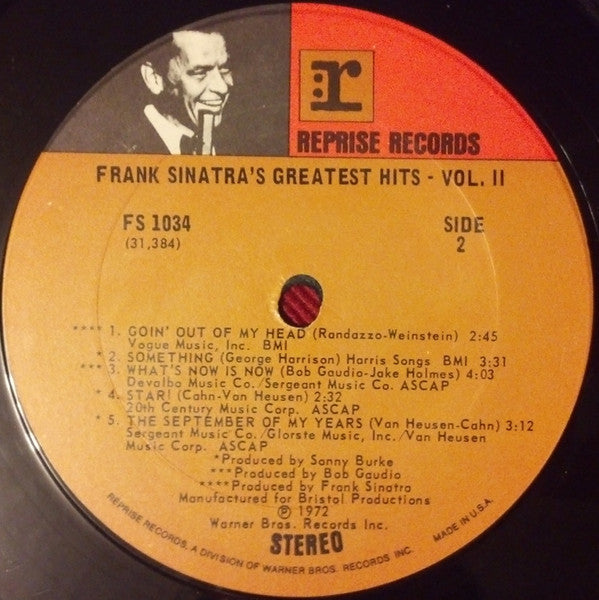 r
REPRISE RECORDS
FRANK SINATRA'S GREATEST HITS - VOL. II
FS 1034
(31,384)
SIDE
2
**** 1. GOIN' OUT OF MY HEAD (Randazzo-Weinstein) 2:45
Vogue Music, Inc. BMI
* 2. SOMETHING (George Harrison) Harris Songs BMI 3:31
*** 3. WHAT'S NOW IS NOW (Bob Gaudio-Jake Holmes) 4:03
Devalbo Music Co./Sergeant Music Co. ASCAP
* 4. STAR! (Cahn-Van Heusen) 2:32
20th Century Music Corp. ASCAP
* 5. THE SEPTEMBER OF MY YEARS (Van Heusen-Cahn) 3:12
Sergeant Music Co./Glorste Music, Inc./Van Heusen
Music Corp. ASCAP
*Produced by Sonny Burke
***Produced by Bob Gaudio
****Produced by Frank Sinatra
Manufactured for Bristol Productions
Ⓟ 1972
Warner Bros. Records Inc.
STEREO
REPRISE RECORDS, A DIVISION OF WARNER BROS. RECORDS INC. MADE IN U.S.A.